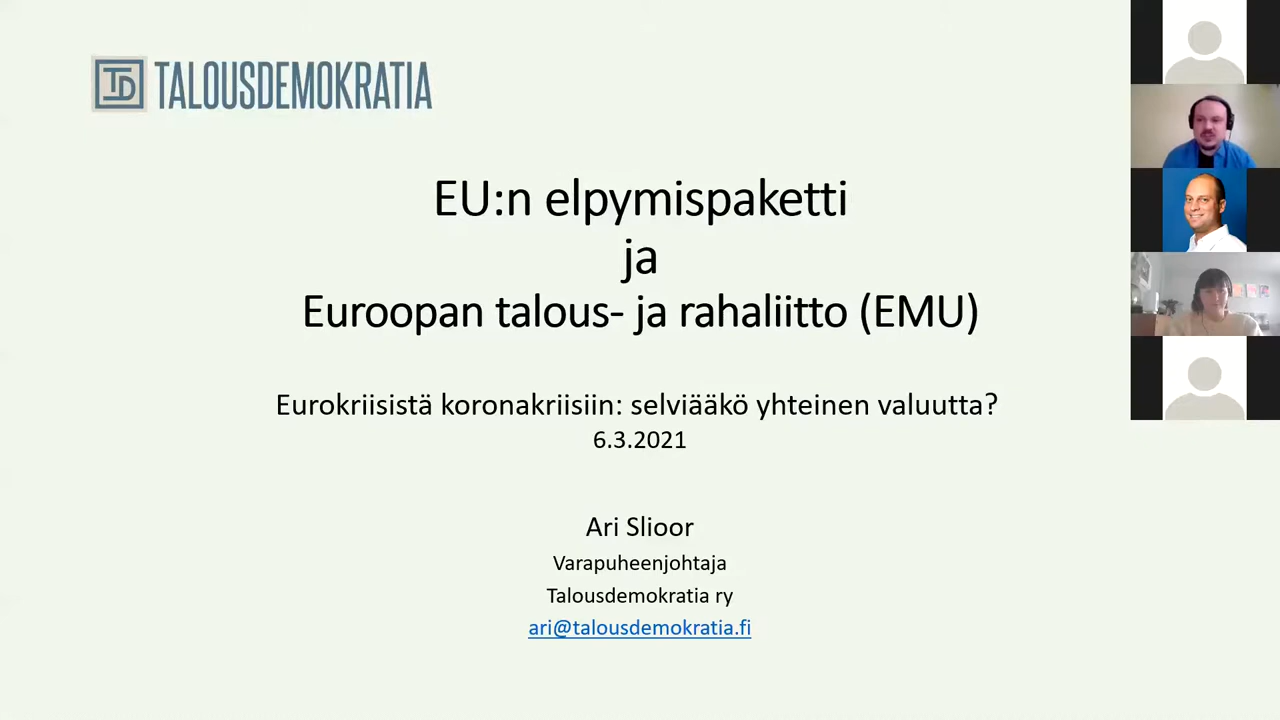 TD TALOUSDEMOKRATIA
EU:n elpymispaketti
ja
Euroopan talous- ja rahaliitto (EMU)
Eurokriisistä koronakriisiin: selviääkö yhteinen valuutta?
6.3.2021
Ari Slioor
Varapuheenjohtaja
Talousdemokratia ry
ari@talousdemokratia.fi